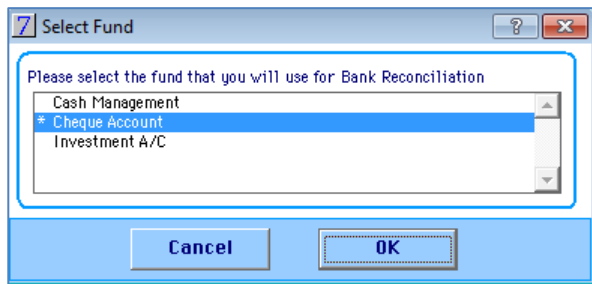 7 Select Fund
Please select the fund that you will use for Bank Reconciliation
Cash Management
* Cheque Account
Investment A/C
Cancel OK